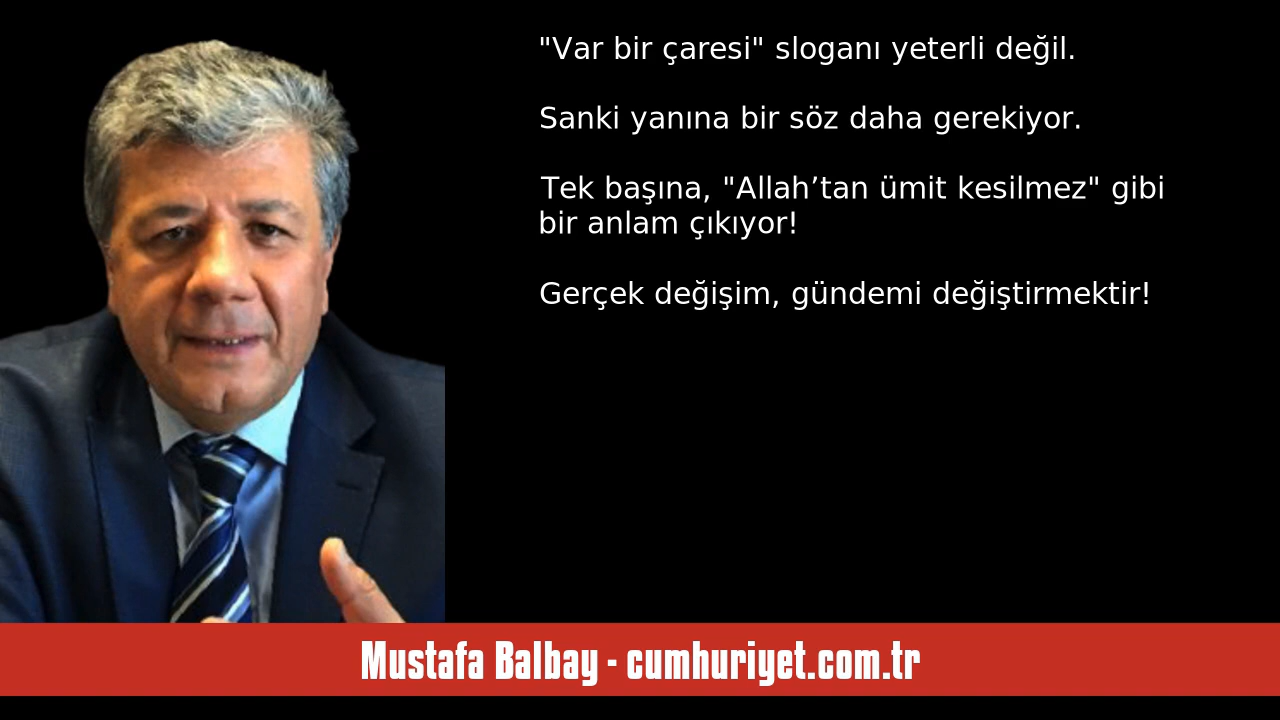 "Var bir çaresi" sloganı yeterli değil.
Sanki yanına bir söz daha gerekiyor.
Tek başına, "Allah’tan ümit kesilmez" gibi
bir anlam çıkıyor!
Gerçek değişim, gündemi değiştirmektir!
Mustafa Balbay - cumhuriyet.com.tr